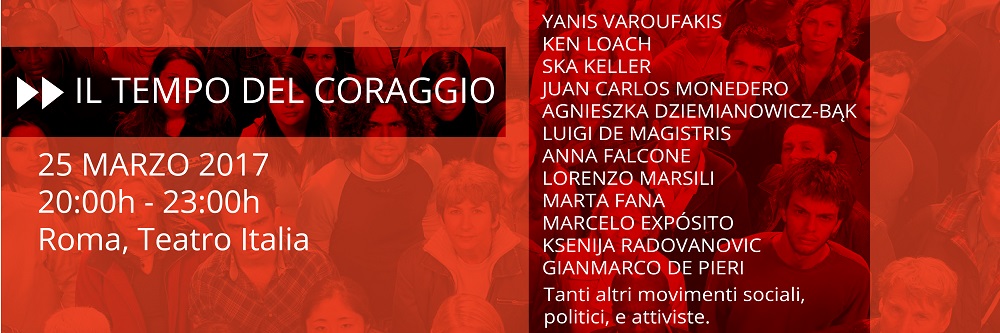 IL TEMPO DEL CORAGGIO
25 MARZO 2017
20:00h - 23:00h
Roma, Teatro Italia
YANIS VAROUFAKIS
KEN LOACH
SKA KELLER
JUAN CARLOS MONEDERO
AGNIESZKA DZIEMIANOWICZ-BĄK
LUIGI DE MAGISTRIS
ANNA FALCONE
LORENZO MARSILI
MARTA FANA
MARCELO EXPÓSITO
KSENIJA RADOVANOVIC
GIANMARCO DE PIERI
Tanti altri movimenti sociali,
politici, e attiviste.